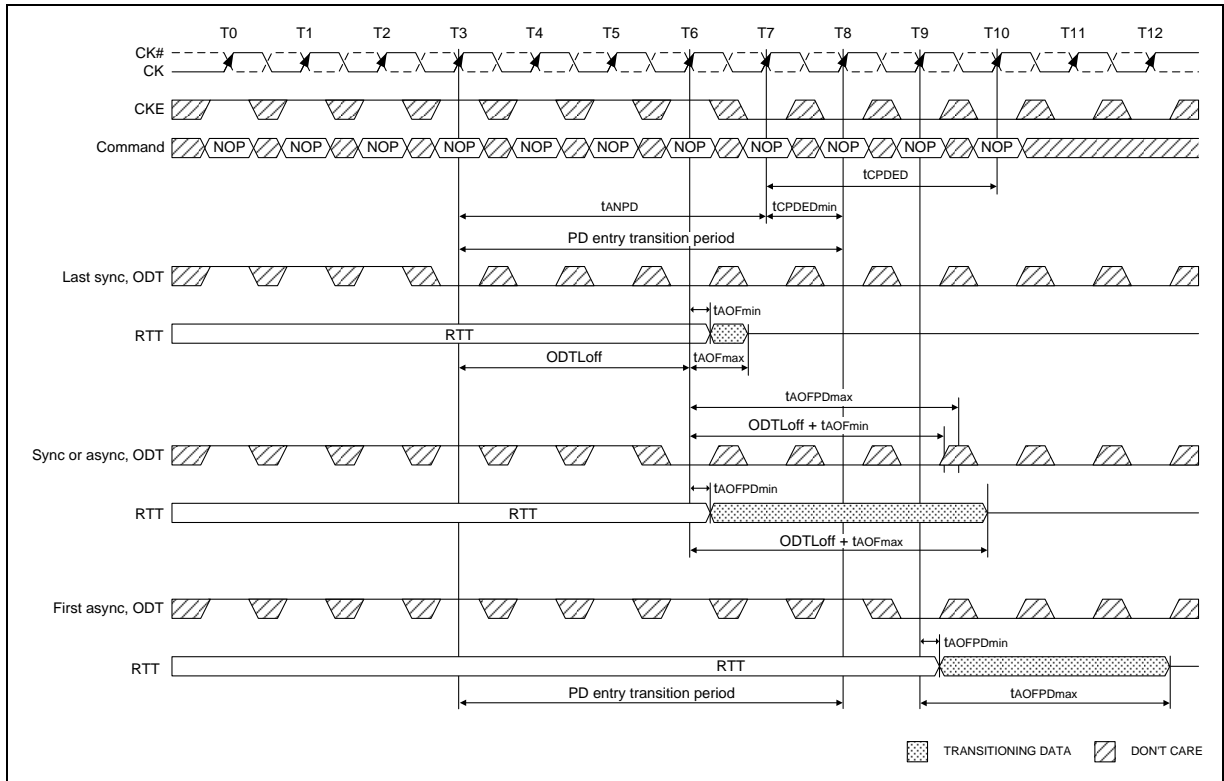 T0 T1 T2 T3 T4 T5 T6 T7 T8 T9 T10 T11 T12
CK#
CK
CKE
Command NOP NOP NOP NOP NOP NOP NOP NOP NOP NOP NOP
tCPDED
tANPD tCPDEDmin
PD entry transition period
Last sync, ODT
tAOFmin
RTT RTT
ODTLoff tAOFmax
tAOFPDmax
ODTLoff + tAOFmin
Sync or async, ODT
tAOFPDmin
RTT RTT
ODTLoff + tAOFmax
First async, ODT
tAOFPDmin
RTT RTT
PD entry transition period tAOFPDmax
TRANSITIONING DATA DON'T CARE